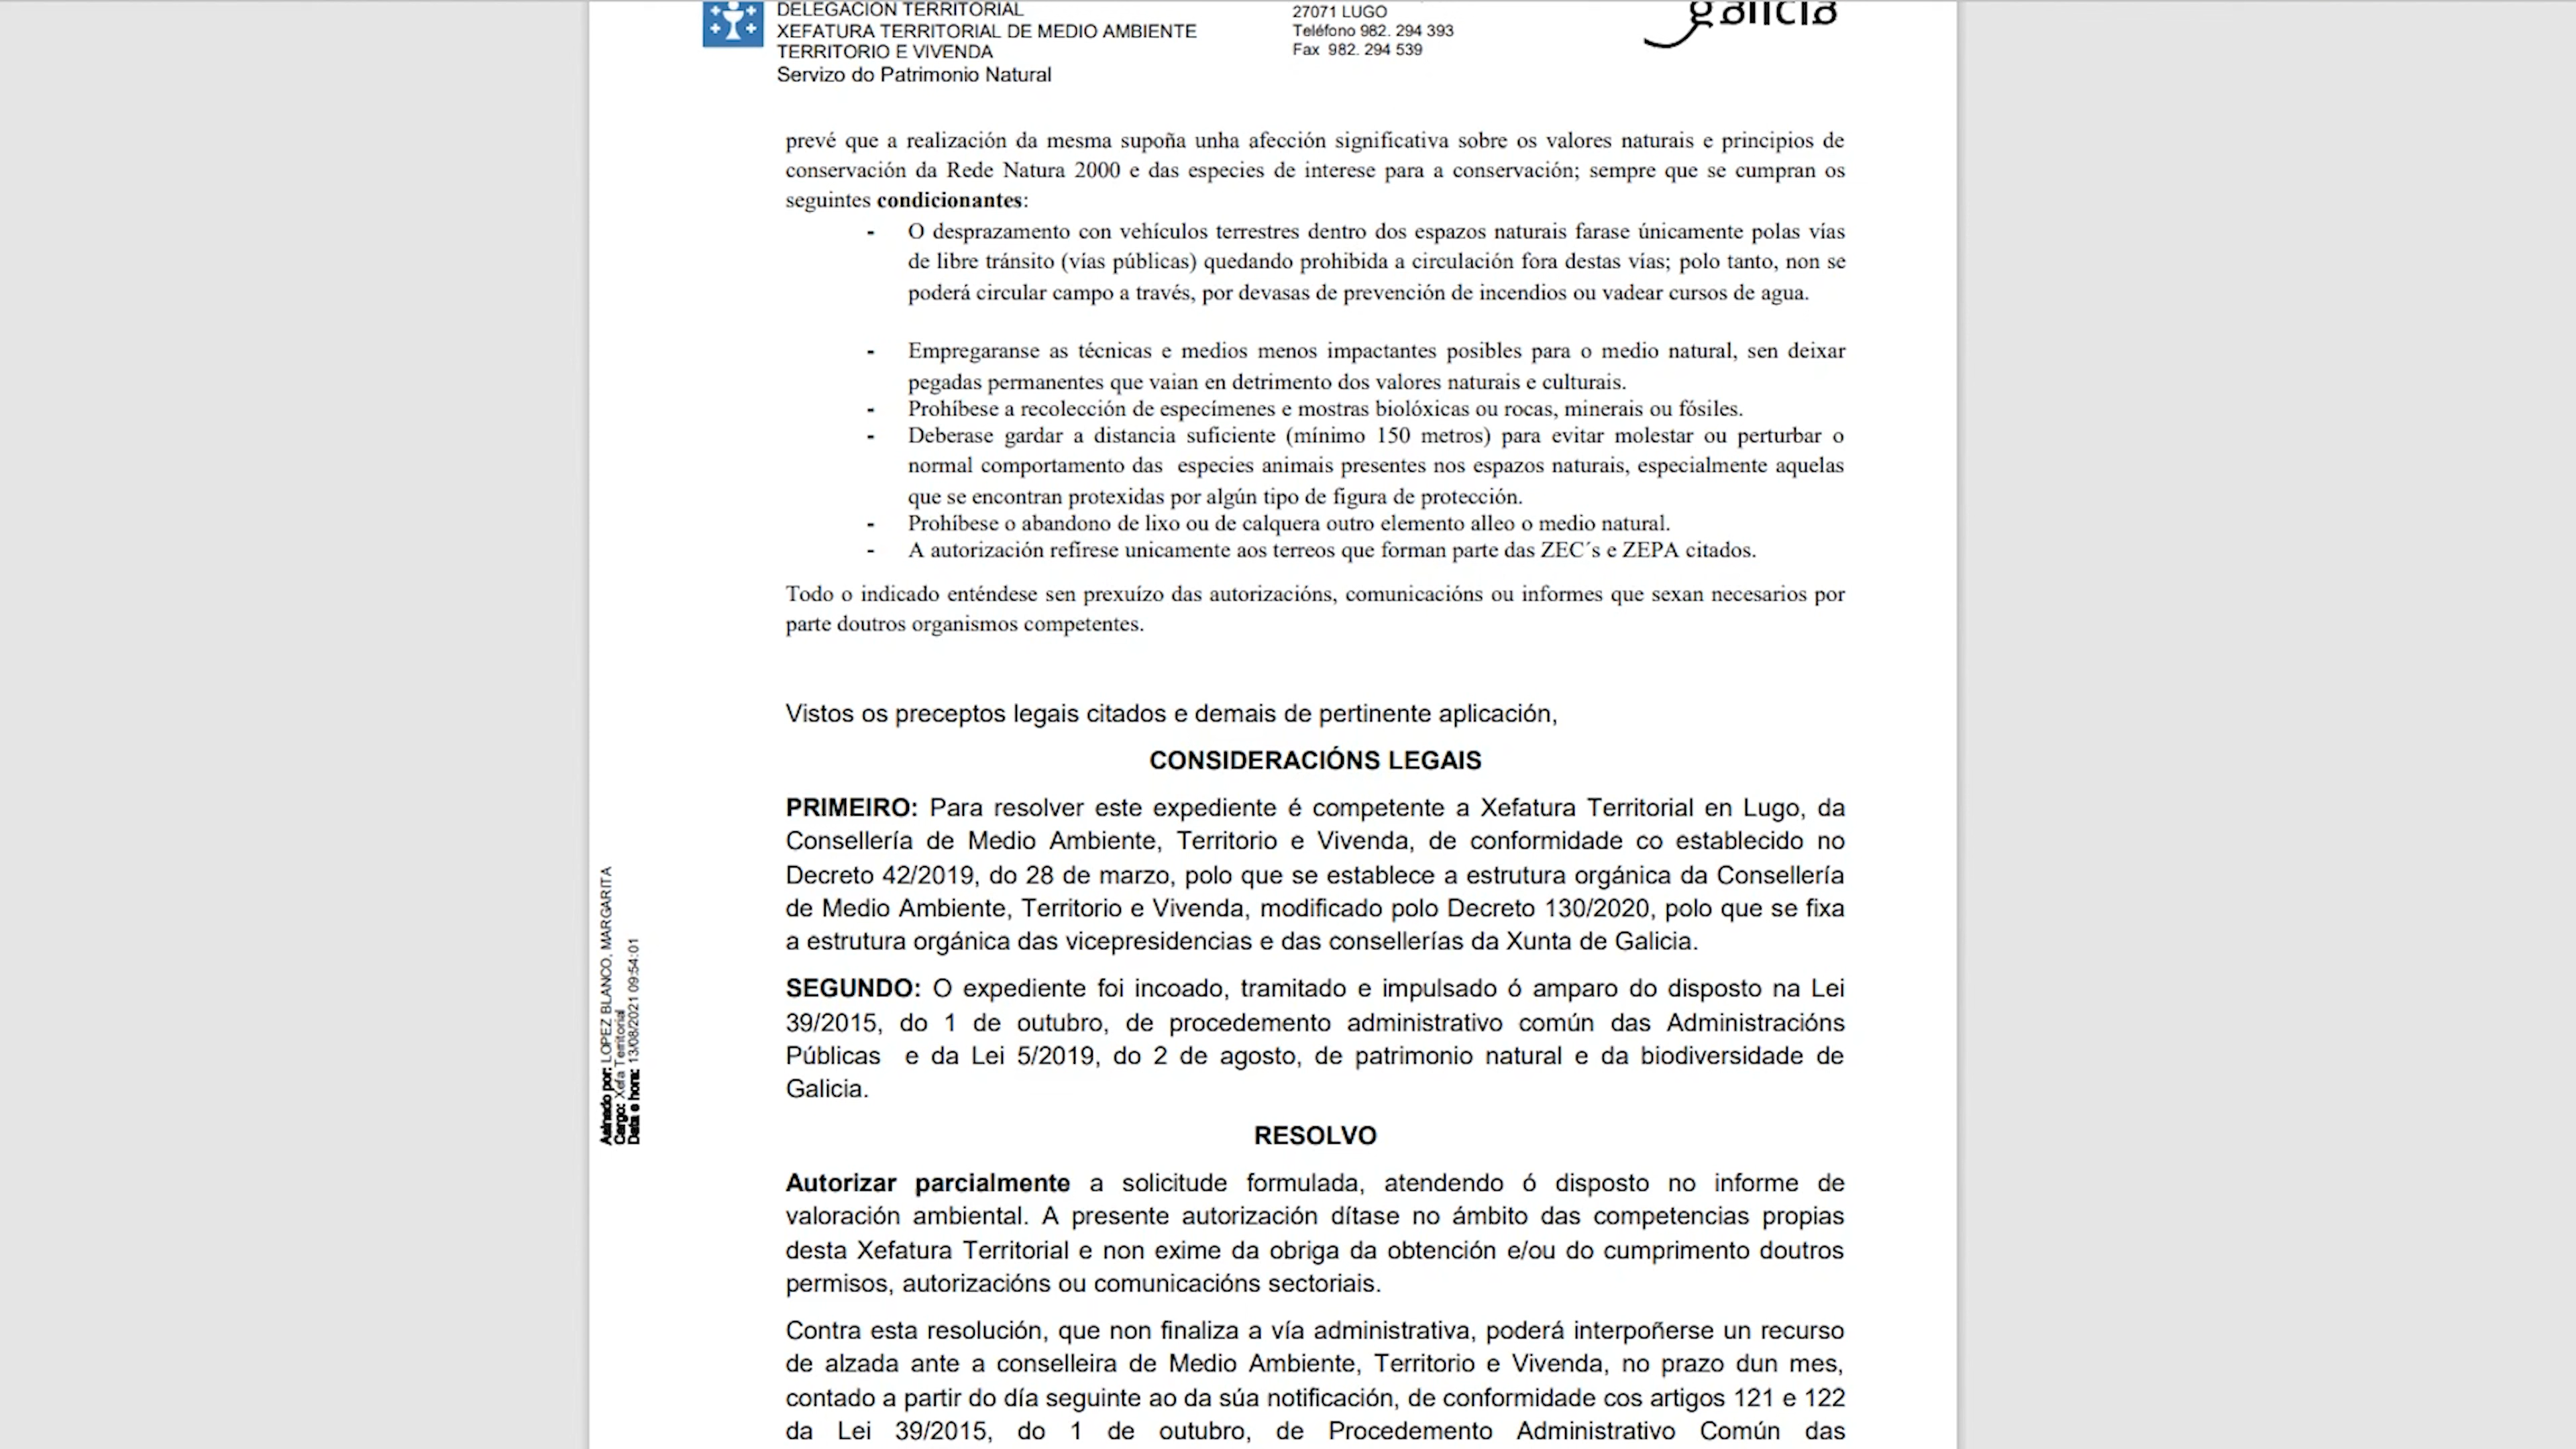 DELEGACIÓN TERRITORIAL
XEFATURA TERRITORIAL DE MEDIO AMBIENTE
TERRITORIO E VIVENDA
Servizo do Patrimonio Natural
27071 LUGO
Teléfono 982. 294 393
Fax 982. 294 539
galicia
prevé que a realización da mesma supoña unha afección significativa sobre os valores naturais e principios de
conservación da Rede Natura 2000 e das especies de interese para a conservación; sempre que se cumpran os
seguintes condicionantes:
- O desprazamento con vehículos terrestres dentro dos espazos naturais farase únicamente polas vías
de libre tránsito (vías públicas) quedando prohibida a circulación fora destas vías; polo tanto, non se
poderá circular campo a través, por devasas de prevención de incendios ou vadear cursos de agua.
- Empregaranse as técnicas e medios menos impactantes posibles para o medio natural, sen deixar
pegadas permanentes que vaian en detrimento dos valores naturais e culturais.
- Prohíbese a recolección de especímenes e mostras biolóxicas ou rocas, minerais ou fósiles.
- Deberase gardar a distancia suficiente (mínimo 150 metros) para evitar molestar ou perturbar o
normal comportamento das especies animais presentes nos espazos naturais, especialmente aquelas
que se encontran protexidas por algún tipo de figura de protección.
- Prohíbese o abandono de lixo ou de calquera outro elemento alleo o medio natural.
- A autorización refírese unicamente aos terreos que forman parte das ZEC´s e ZEPA citados.
Todo o indicado enténdese sen prexuízo das autorizacións, comunicacións ou informes que sexan necesarios por
parte doutros organismos competentes.
Vistos os preceptos legais citados e demais de pertinente aplicación,
CONSIDERACIÓNS LEGAIS
PRIMEIRO: Para resolver este expediente é competente a Xefatura Territorial en Lugo, da
Consellería de Medio Ambiente, Territorio e Vivenda, de conformidade co establecido no
Decreto 42/2019, do 28 de marzo, polo que se establece a estrutura orgánica da Consellería
de Medio Ambiente, Territorio e Vivenda, modificado polo Decreto 130/2020, polo que se fixa
a estrutura orgánica das vicepresidencias e das consellerías da Xunta de Galicia.
SEGUNDO: O expediente foi incoado, tramitado e impulsado ó amparo do disposto na Lei
39/2015, do 1 de outubro, de procedemento administrativo común das Administracións
Públicas e da Lei 5/2019, do 2 de agosto, de patrimonio natural e da biodiversidade de
Galicia.
RESOLVO
Autorizar parcialmente a solicitude formulada, atendendo ó disposto no informe de
valoración ambiental. A presente autorización dítase no ámbito das competencias propias
desta Xefatura Territorial e non exime da obriga da obtención e/ou do cumprimento doutros
permisos, autorizacións ou comunicacións sectoriais.
Contra esta resolución, que non finaliza a vía administrativa, poderá interpoñerse un recurso
de alzada ante a conselleira de Medio Ambiente, Territorio e Vivenda, no prazo dun mes,
contado a partir do día seguinte ao da súa notificación, de conformidade cos artigos 121 e 122
da Lei 39/2015, do 1 de outubro, de Procedemento Administrativo Común das
Asinado por: LOPEZ BLANCO, MARGARITA
Cargo: Xefa Territorial
Data e hora: 13/08/2021 09:54:01